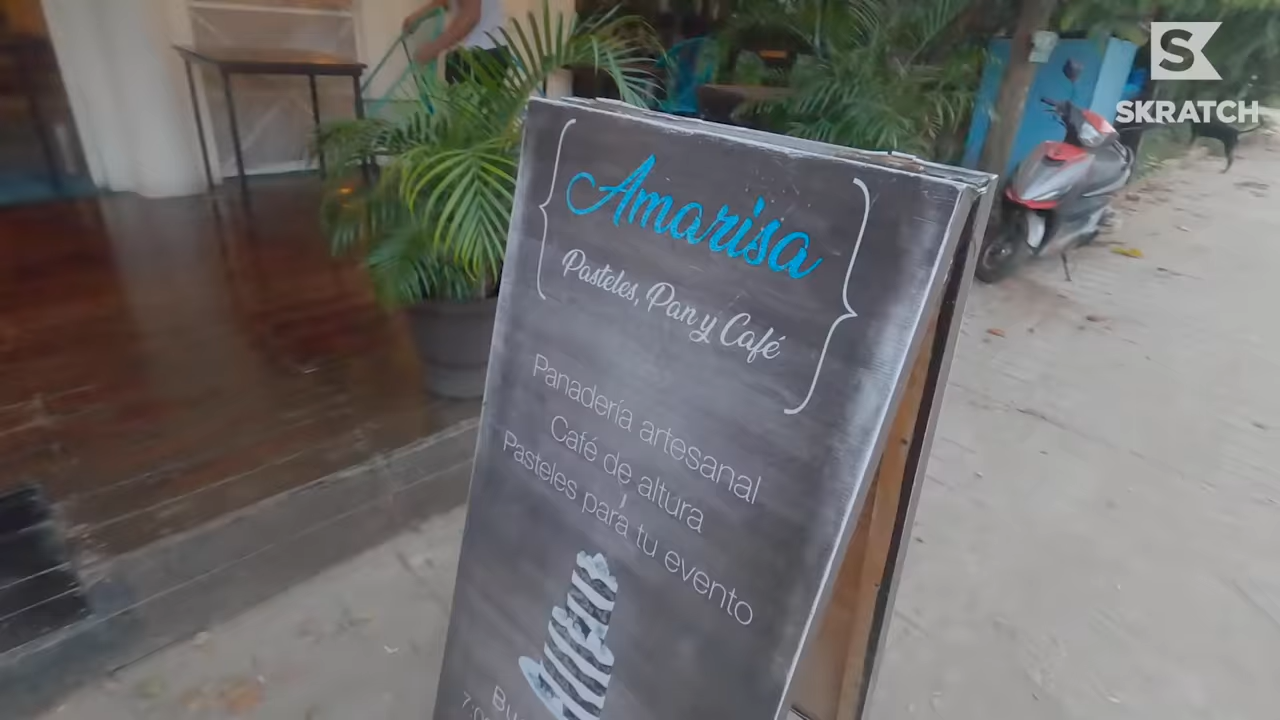 S
SKRATCH
Amarisa
Pasteles, Pan y Café
Panadería artesanal
Café de altura
Pasteles para tu evento